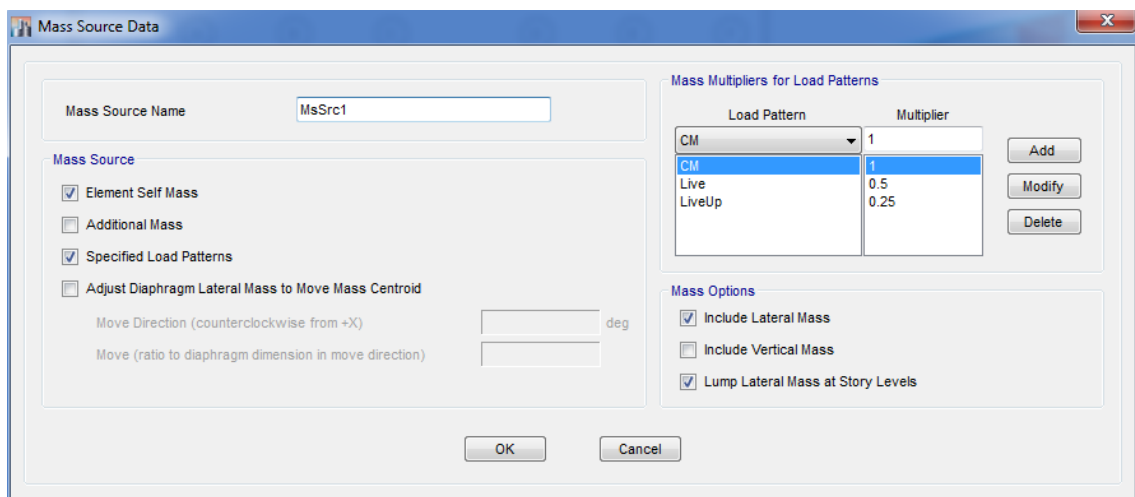 Mass Source Data
x
Mass Source Name MsSrc1
Mass Source
Element Self Mass
Additional Mass
Specified Load Patterns
Adjust Diaphragm Lateral Mass to Move Mass Centroid
Move Direction (counterclockwise from +X) deg
Move (ratio to diaphragm dimension in move direction)
Mass Multipliers for Load Patterns
Load Pattern Multiplier
CM 1
CM 1
Live 0.5
LiveUp 0.25
Add
Modify
Delete
Mass Options
Include Lateral Mass
Include Vertical Mass
Lump Lateral Mass at Story Levels
OK Cancel